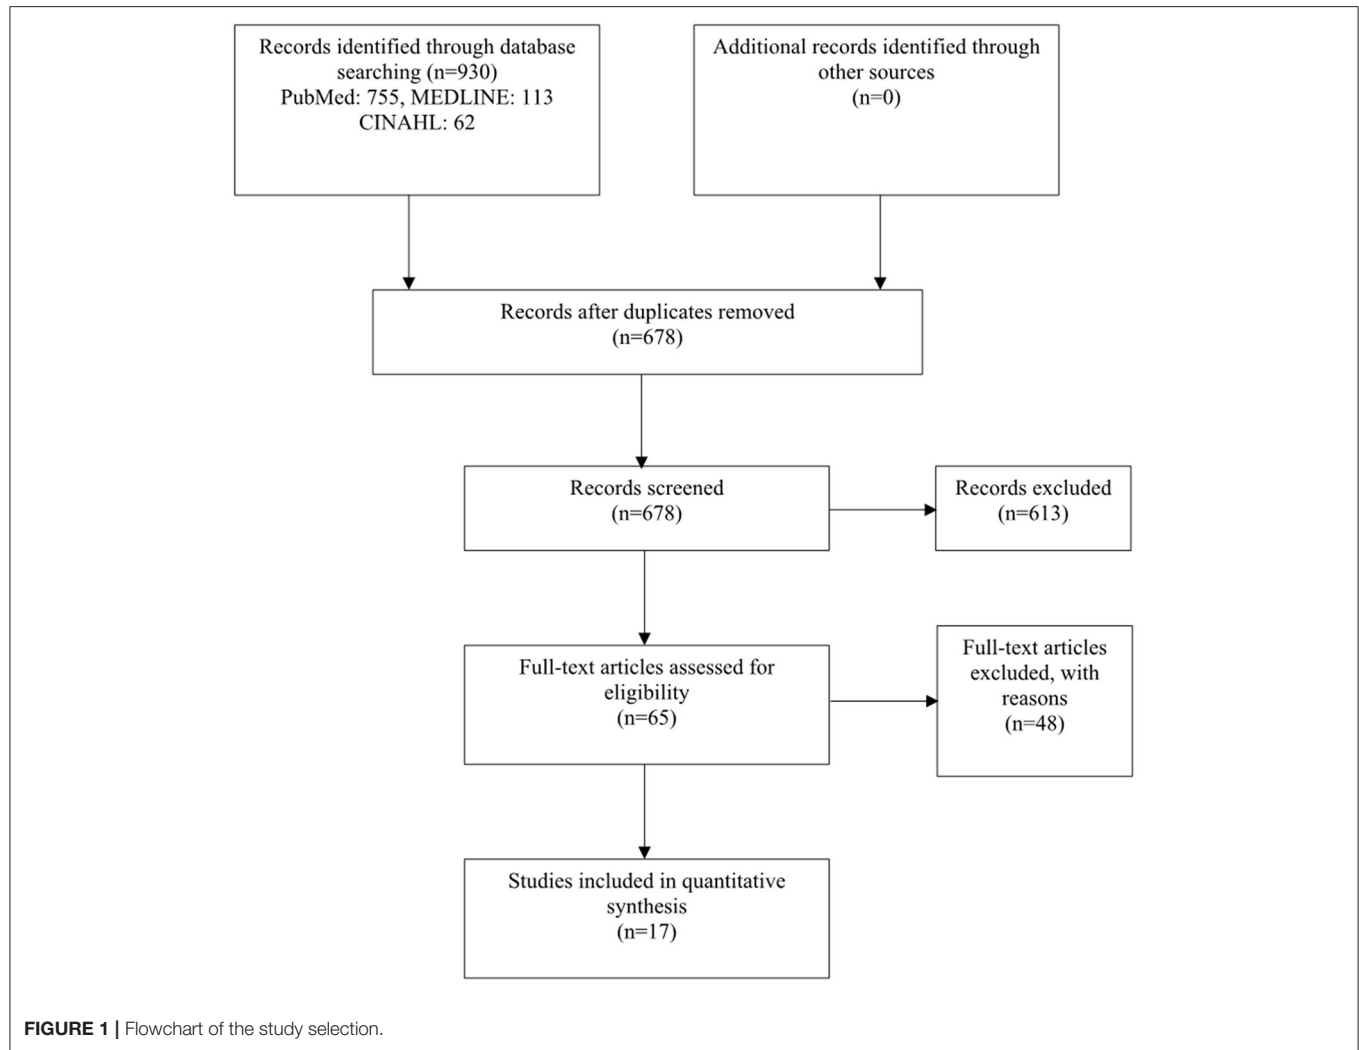 Records identified through database
searching (n=930)
PubMed: 755, MEDLINE: 113
CINAHL: 62
Additional records identified through
other sources
(n=0)
Records after duplicates removed
(n=678)
Records screened
(n=678)
Records excluded
(n=613)
Full-text articles assessed for
eligibility
(n=65)
Full-text articles
excluded, with
reasons
(n=48)
Studies included in quantitative
synthesis
(n=17)
FIGURE 1 | Flowchart of the study selection.